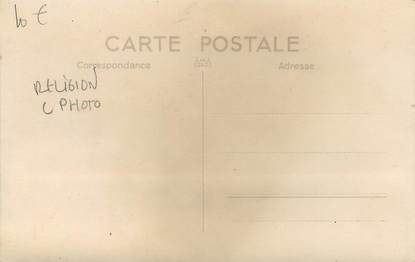 10 €
CARTE POSTALE
Correspondance
Adresse
RELIGION
C PHOTO